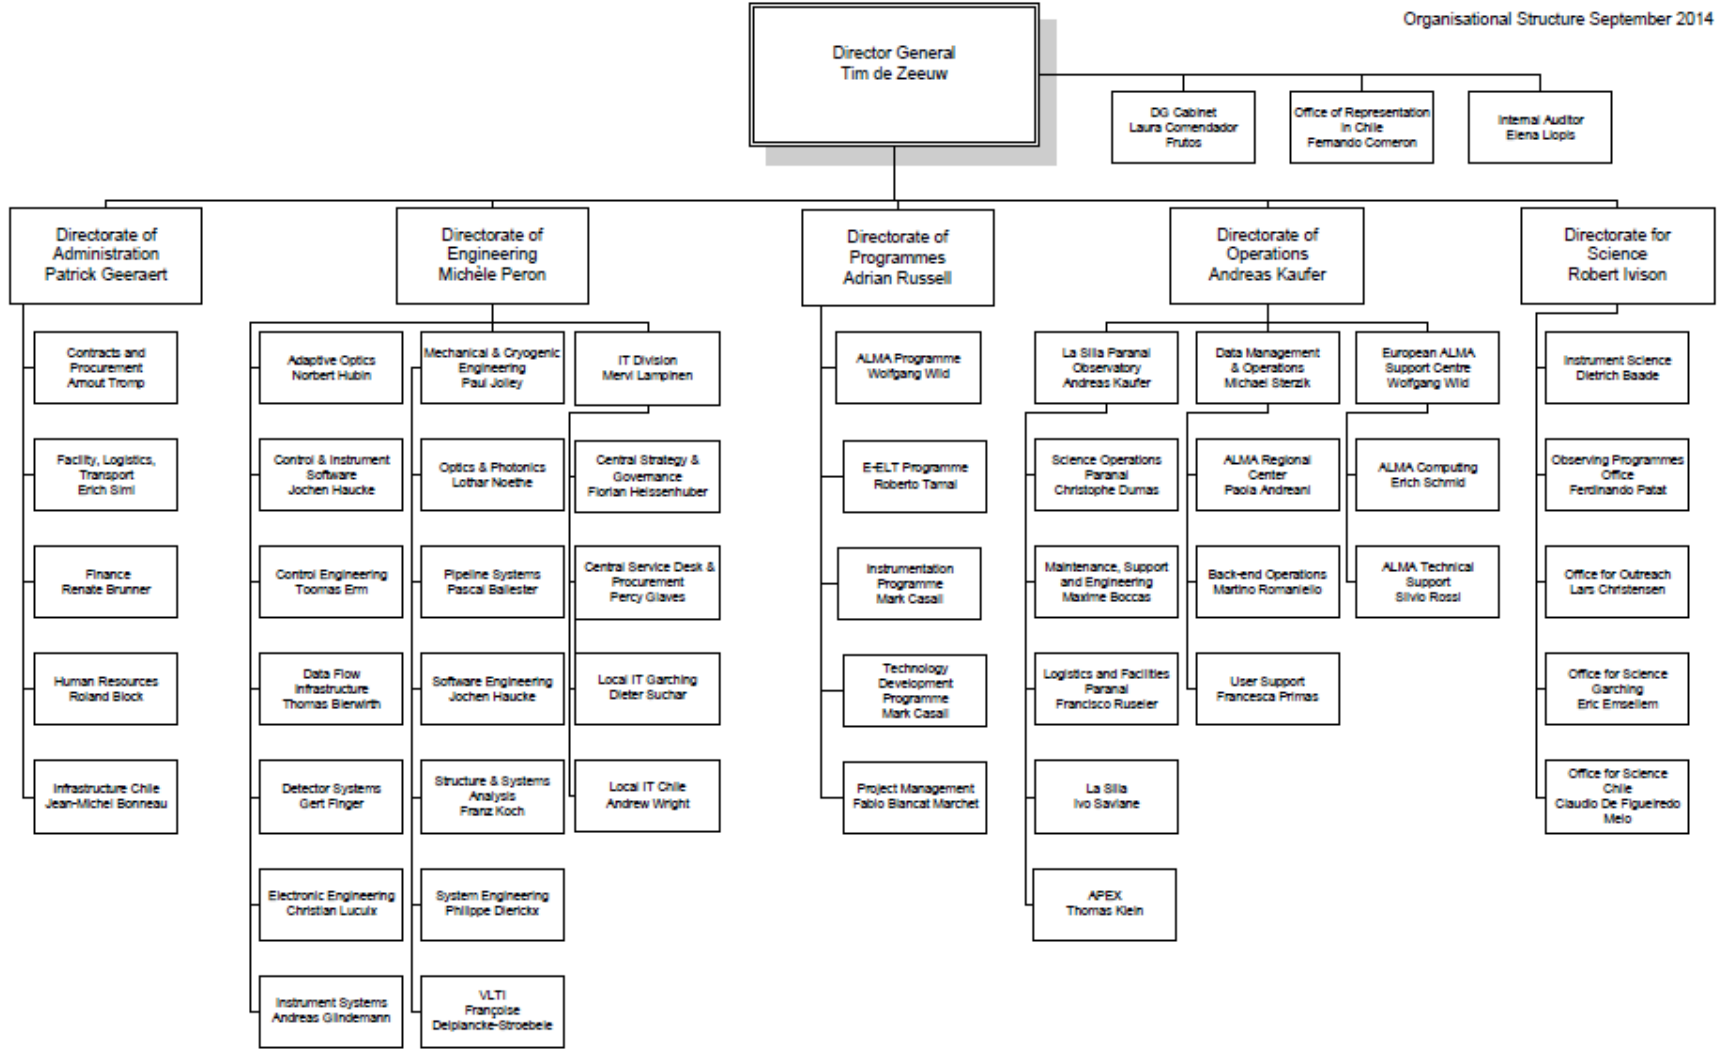 Organisational Structure September 2014
Director General
Tim de Zeeuw
DG Cabinet
Laura Comendador
Frutos
Office of Representation
in Chile
Fernando Comeron
Internal Auditor
Elena Llopis
Directorate of
Administration
Patrick Geeraert
Directorate of
Engineering
Michèle Peron
Directorate of
Programmes
Adrian Russell
Directorate of
Operations
Andreas Kaufer
Directorate for
Science
Robert Ivison
Contracts and
Procurement
Arnout Tromp
Facility, Logistics,
Transport
Erich Siml
Finance
Renate Brunner
Human Resources
Roland Block
Infrastructure Chile
Jean-Michel Bonneau
Adaptive Optics
Norbert Hubin
Control & Instrument
Software
Jochen Haucke
Control Engineering
Toomas Erm
Data Flow
Infrastructure
Thomas Bierwirth
Detector Systems
Gert Finger
Electronic Engineering
Christian Lucuix
Instrument Systems
Andreas Glindemann
Mechanical & Cryogenic
Engineering
Paul Jolley
Optics & Photonics
Lothar Noethe
Pipeline Systems
Pascal Ballester
Software Engineering
Jochen Haucke
Structure & Systems
Analysis
Franz Koch
System Engineering
Philippe Dierickx
VLTI
Françoise
Delplancke-Stroebele
IT Division
Mervi Lampinen
Central Strategy &
Governance
Florian Heissenhuber
Central Service Desk &
Procurement
Percy Glaves
Local IT Garching
Dieter Suchar
Local IT Chile
Andrew Wright
ALMA Programme
Wolfgang Wild
E-ELT Programme
Roberto Tamai
Instrumentation
Programme
Mark Casali
Technology
Development
Programme
Mark Casali
Project Management
Fabio Biancat Marchet
La Silla Paranal
Observatory
Andreas Kaufer
Science Operations
Paranal
Christophe Dumas
Maintenance, Support
and Engineering
Maxime Boccas
Logistics and Facilities
Paranal
Francisco Ruseler
La Silla
Ivo Saviane
APEX
Thomas Klein
Data Management
& Operations
Michael Sterzik
ALMA Regional
Center
Paola Andreani
Back-end Operations
Martino Romaniello
User Support
Francesca Primas
European ALMA
Support Centre
Wolfgang Wild
ALMA Computing
Erich Schmid
ALMA Technical
Support
Silvio Rossi
Instrument Science
Dietrich Baade
Observing Programmes
Office
Ferdinando Patat
Office for Outreach
Lars Christensen
Office for Science
Garching
Eric Emsellem
Office for Science
Chile
Claudio De Figueiredo
Melo